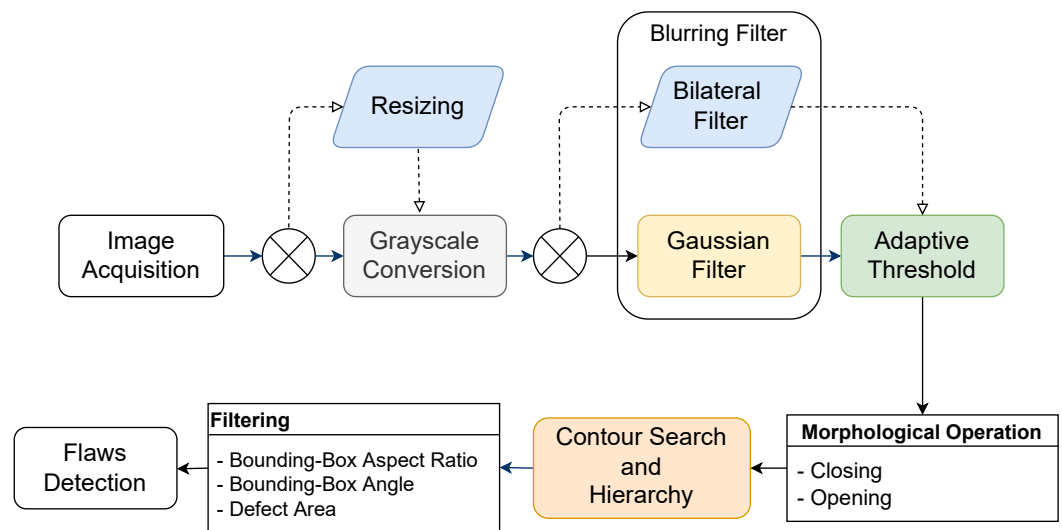 Blurring Filter
Resizing
Bilateral
Filter
Image
Acquisition
Grayscale
Conversion
Gaussian
Filter
Adaptive
Threshold
Flaws
Detection
Filtering
- Bounding-Box Aspect Ratio
- Bounding-Box Angle
- Defect Area
Contour Search
and
Hierarchy
Morphological Operation
- Closing
- Opening